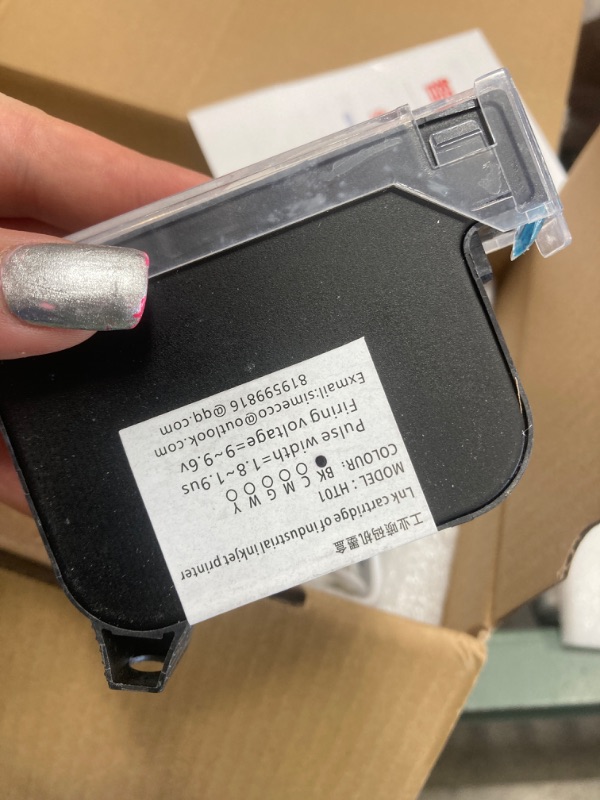 工业喷码机墨盒
Lnk cartridge of industrial inkjet printer
MODEL : HT01
COLOUR: BK C M G W Y
Pulse width=1.8~1.9us
Firing voltage=9~9.6v
Exmail:simecco@outlook.com
819599816@qq.com